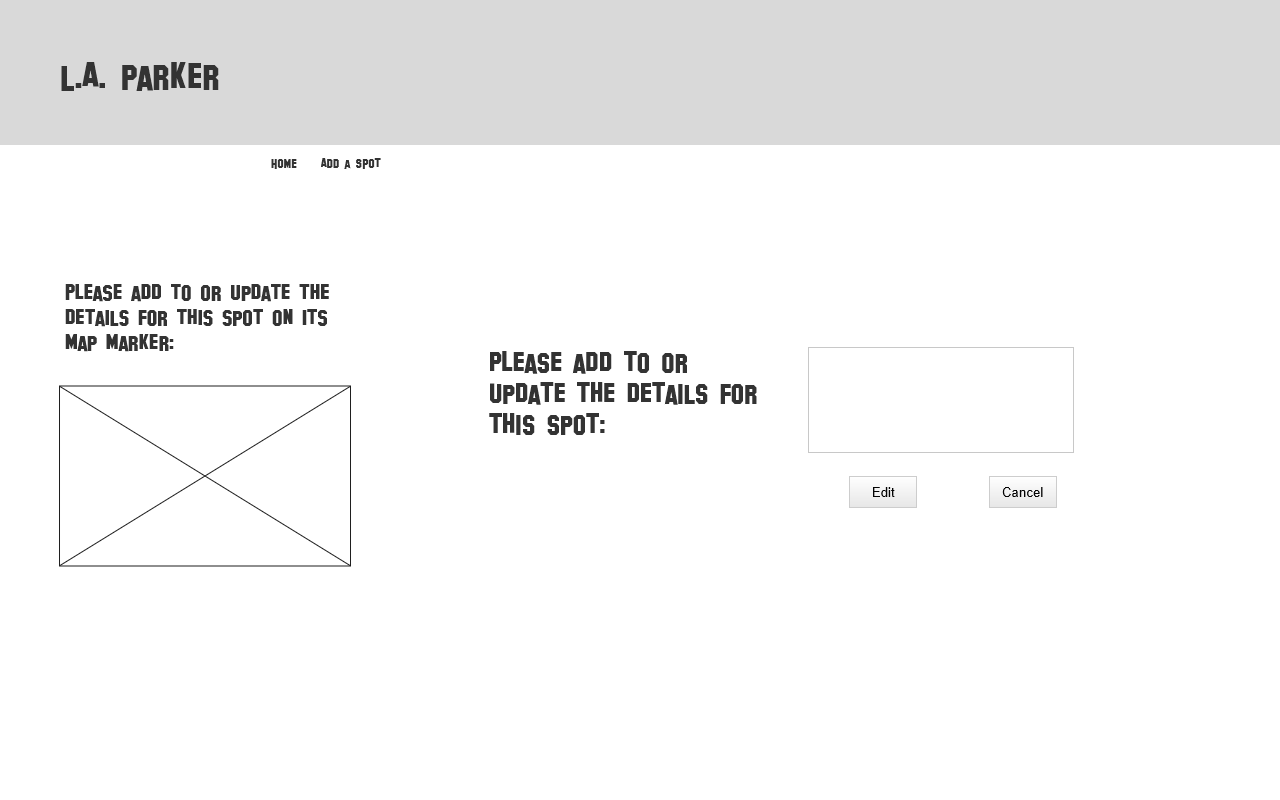 L.A. PARKER
HOME ADD A SPOT
PLEASE ADD TO OR UPDATE THE
DETAILS FOR THIS SPOT ON ITS
MAP MARKER:
PLEASE ADD TO OR
UPDATE THE DETAILS FOR
THIS SPOT:
Edit Cancel